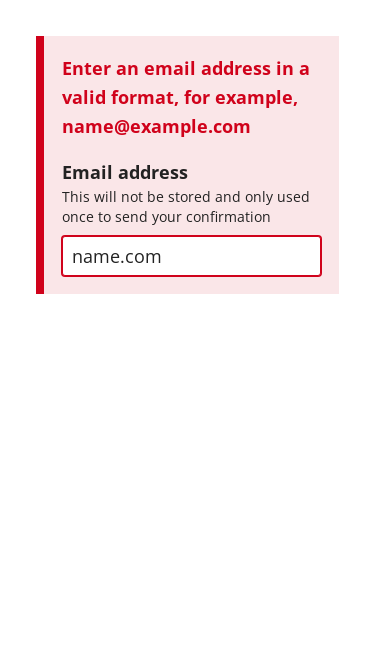 Enter an email address in a
valid format, for example,
name@example.com
Email address
This will not be stored and only used
once to send your confirmation
name.com